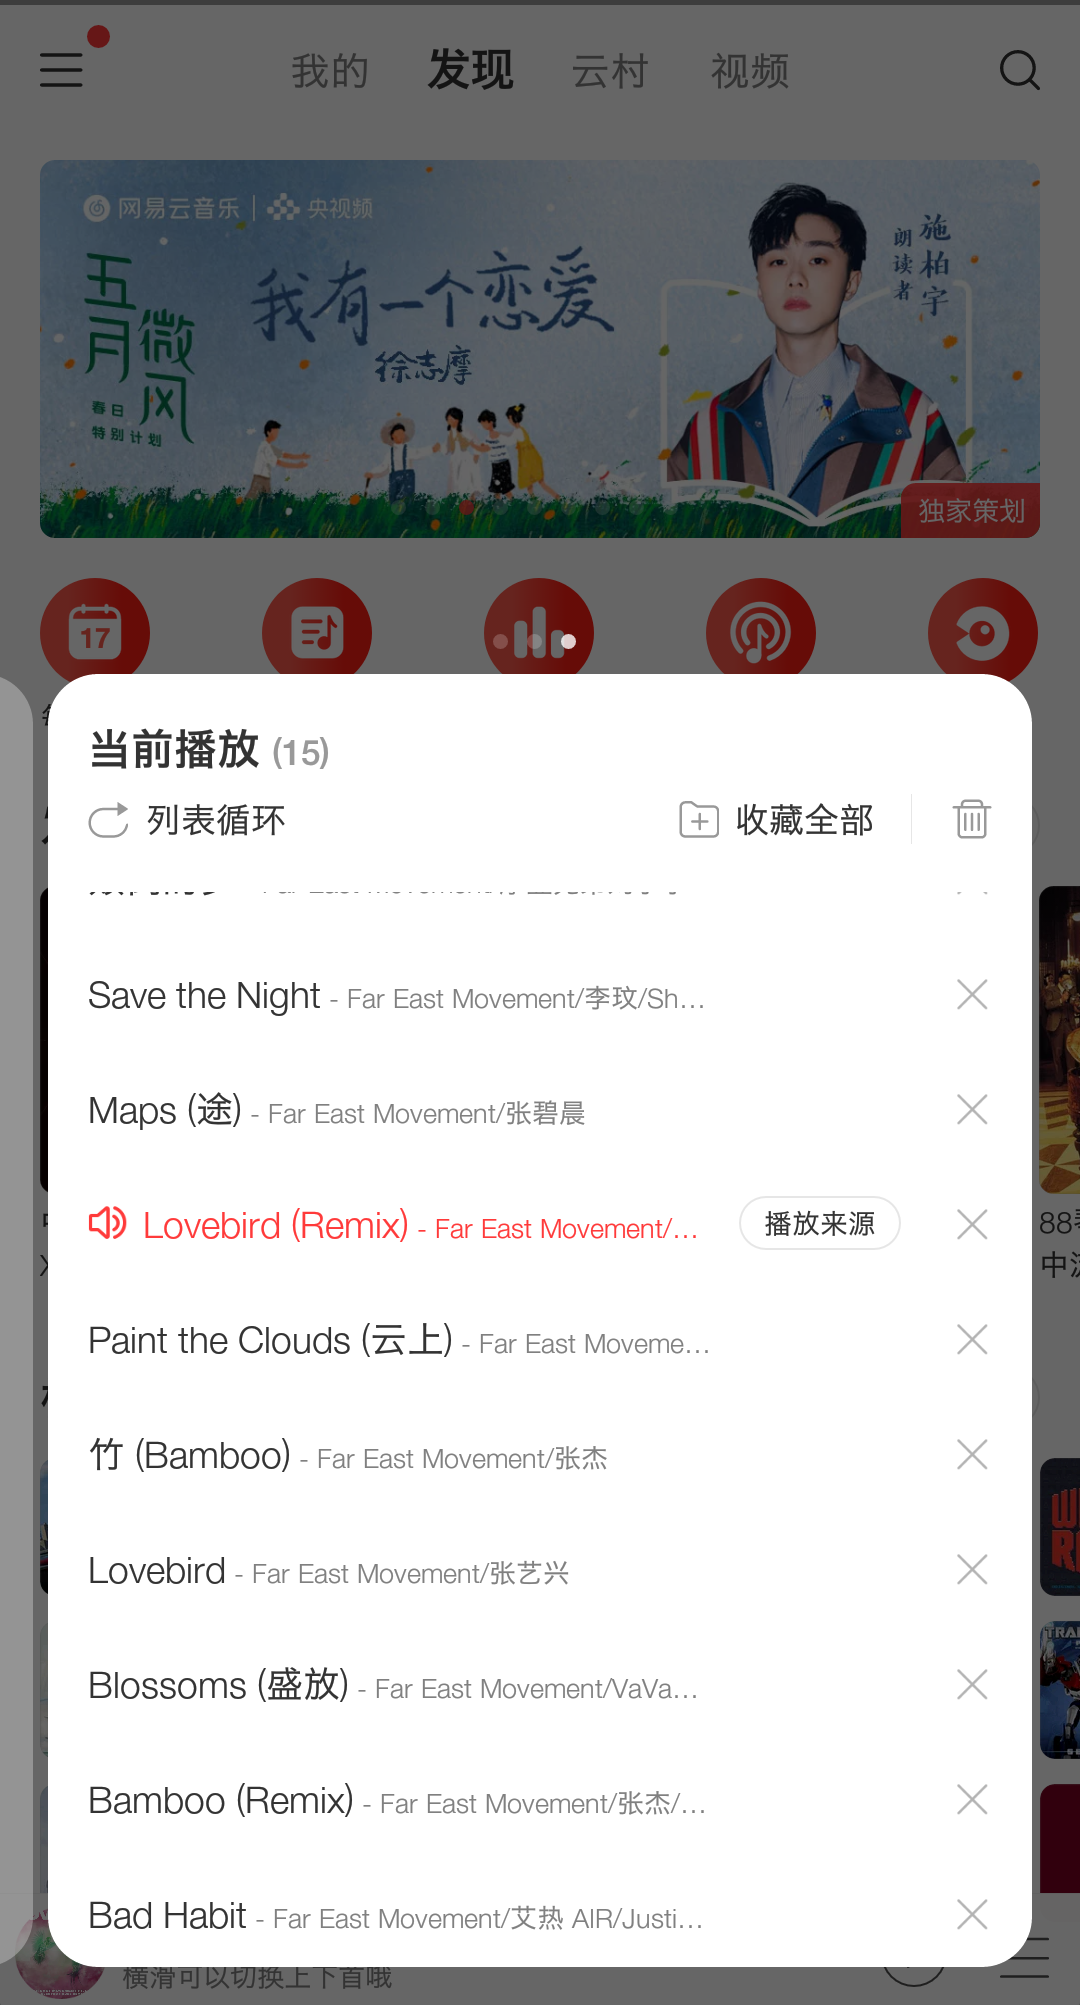 我的 发现 云村 视频
网易云音乐 | 央视频
五月微风
春日
特别计划
我有一个恋爱
徐志摩
朗读者
施柏宇
独家策划
17
当前播放 (15)
列表循环
收藏全部
Save the Night - Far East Movement/李玟/Sh...
Maps (途) - Far East Movement/张碧晨
Lovebird (Remix) - Far East Movement/...
播放来源
Paint the Clouds (云上) - Far East Moveme...
竹 (Bamboo) - Far East Movement/张杰
Lovebird - Far East Movement/张艺兴
Blossoms (盛放) - Far East Movement/VaVa...
Bamboo (Remix) - Far East Movement/张杰/...
Bad Habit - Far East Movement/艾热 AIR/Justi...
横滑可以切换上下首哦
88
中